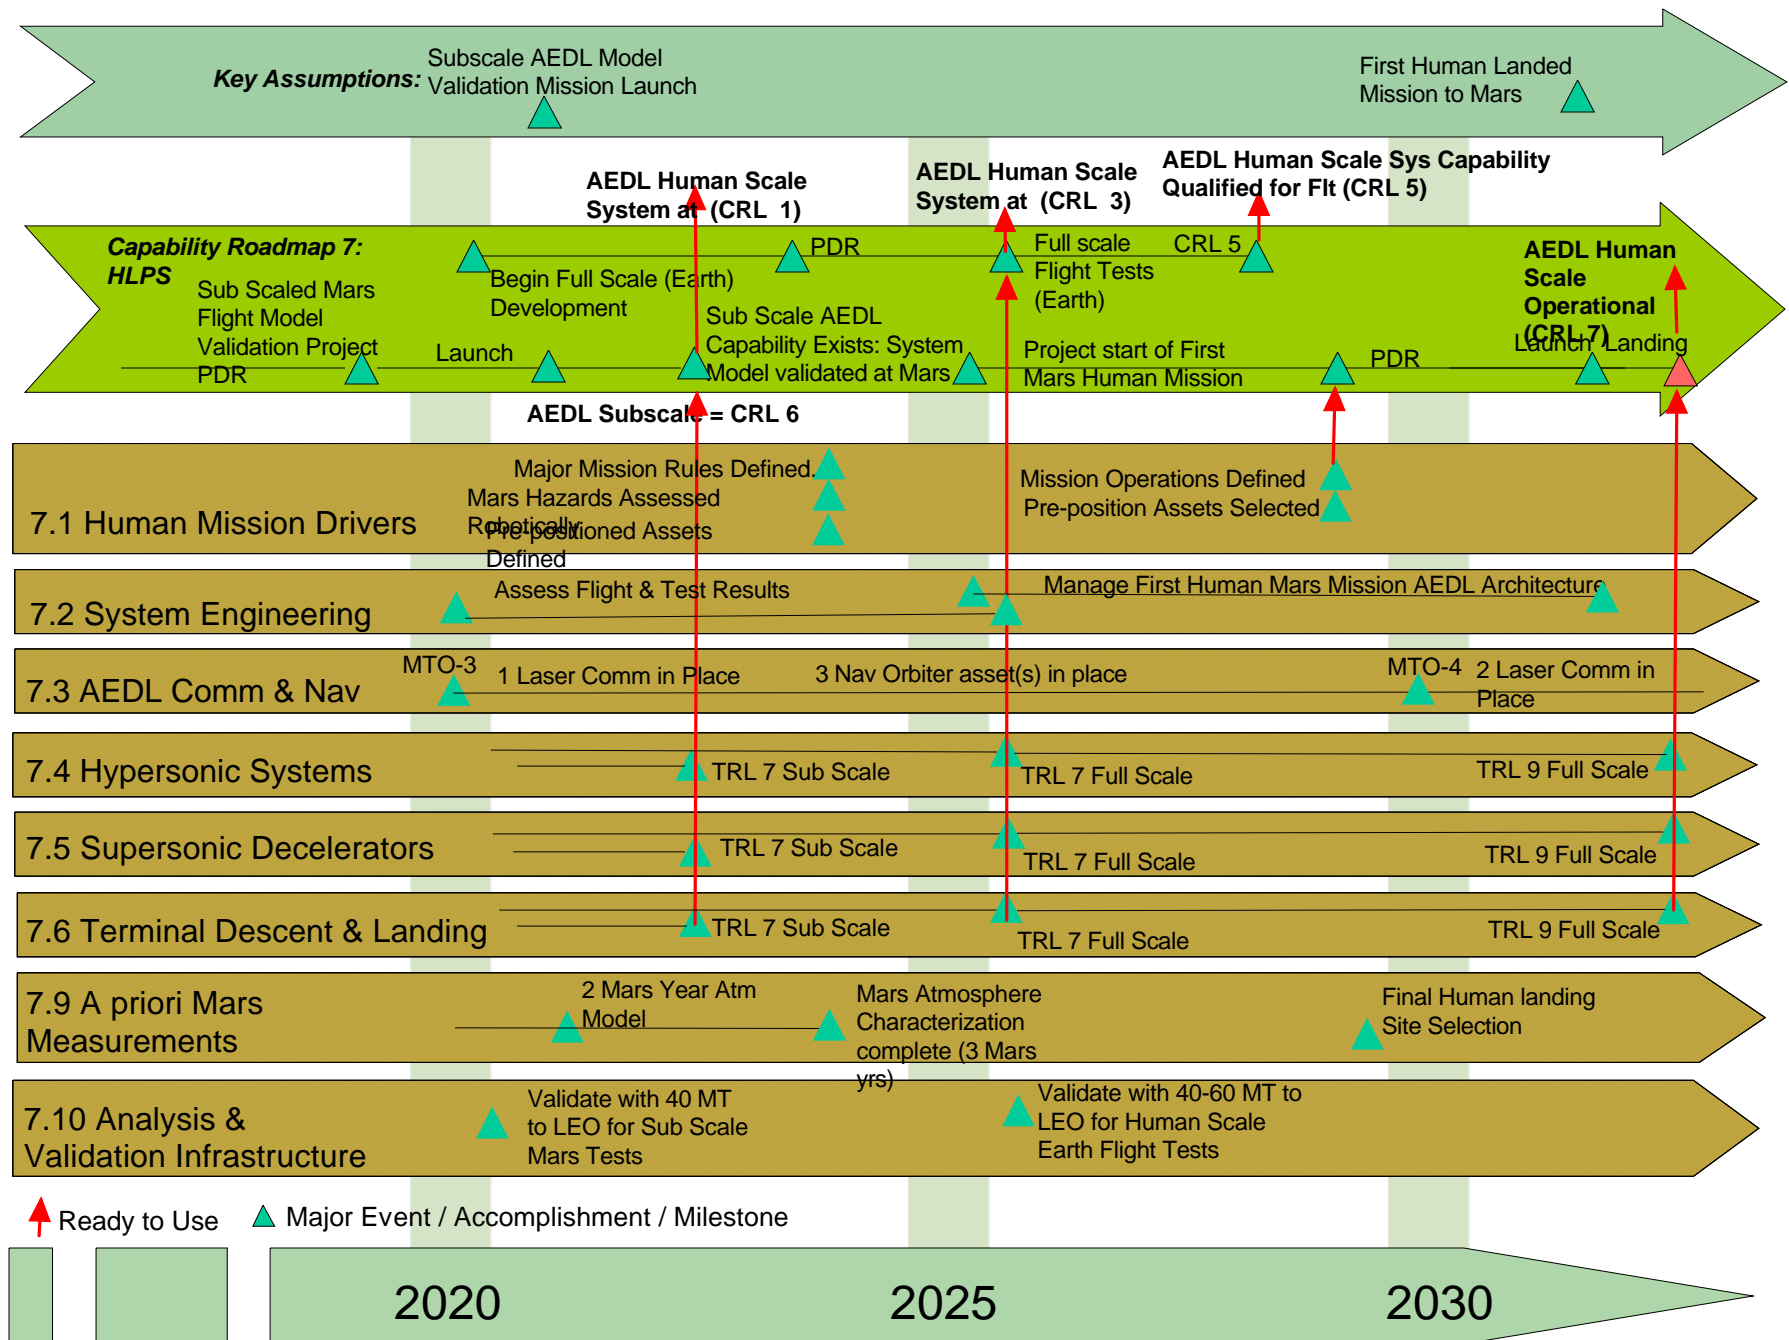 Key Assumptions:
Subscale AEDL Model
Validation Mission Launch
First Human Landed
Mission to Mars
AEDL Human Scale
System at (CRL 1)
AEDL Human Scale
System at (CRL 3)
AEDL Human Scale Sys Capability
Qualified for Flt (CRL 5)
Capability Roadmap 7:
HLPS
Begin Full Scale (Earth)
Development
PDR
Full scale
Flight Tests
(Earth)
CRL 5
AEDL Human
Scale
Operational
(CRL 7)
Sub Scaled Mars
Flight Model
Validation Project
PDR
Launch
Sub Scale AEDL
Capability Exists: System
Model validated at Mars
Project start of First
Mars Human Mission
PDR
Launch
Landing
AEDL Subscale = CRL 6
7.1 Human Mission Drivers
Major Mission Rules Defined.
Mars Hazards Assessed
Robotically
Pre-positioned Assets
Defined
Mission Operations Defined
Pre-position Assets Selected
7.2 System Engineering
Assess Flight & Test Results
Manage First Human Mars Mission AEDL Architecture
7.3 AEDL Comm & Nav
MTO-3
1 Laser Comm in Place
3 Nav Orbiter asset(s) in place
MTO-4
2 Laser Comm in
Place
7.4 Hypersonic Systems
TRL 7 Sub Scale
TRL 7 Full Scale
TRL 9 Full Scale
7.5 Supersonic Decelerators
TRL 7 Sub Scale
TRL 7 Full Scale
TRL 9 Full Scale
7.6 Terminal Descent & Landing
TRL 7 Sub Scale
TRL 7 Full Scale
TRL 9 Full Scale
7.9 A priori Mars
Measurements
2 Mars Year Atm
Model
Mars Atmosphere
Characterization
complete (3 Mars
yrs)
Final Human landing
Site Selection
7.10 Analysis &
Validation Infrastructure
Validate with 40 MT
to LEO for Sub Scale
Mars Tests
Validate with 40-60 MT to
LEO for Human Scale
Earth Flight Tests
Ready to Use
Major Event / Accomplishment / Milestone
2020
2025
2030